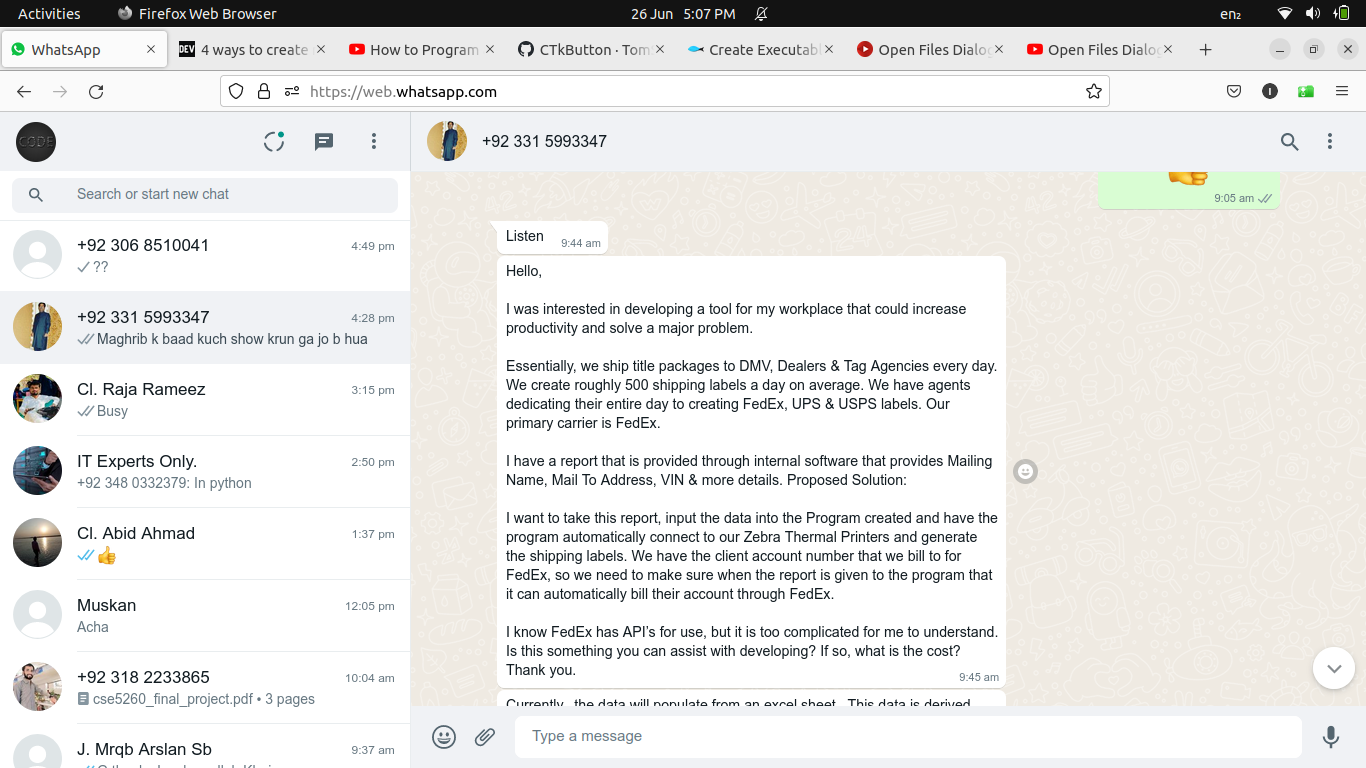 Activities
Firefox Web Browser
26 Jun 5:07 PM
en₂
WhatsApp
DEV
4 ways to create
How to Program
CTkButton · Tom
Create Executabl
Open Files Dialog
Open Files Dialog
https://web.whatsapp.com
CODE
Search or start new chat
+92 306 8510041
4:49 pm
??
+92 331 5993347
4:28 pm
Maghrib k baad kuch show krun ga jo b hua
Cl. Raja Rameez
3:15 pm
Busy
IT Experts Only.
2:50 pm
+92 348 0332379: In python
Cl. Abid Ahmad
1:37 pm
👍
Muskan
12:05 pm
Acha
+92 318 2233865
10:04 am
cse5260_final_project.pdf • 3 pages
J. Mrqb Arslan Sb
9:37 am
+92 331 5993347
9:05 am
Listen
9:44 am
Hello,
I was interested in developing a tool for my workplace that could increase
productivity and solve a major problem.
Essentially, we ship title packages to DMV, Dealers & Tag Agencies every day.
We create roughly 500 shipping labels a day on average. We have agents
dedicating their entire day to creating FedEx, UPS & USPS labels. Our
primary carrier is FedEx.
I have a report that is provided through internal software that provides Mailing
Name, Mail To Address, VIN & more details. Proposed Solution:
I want to take this report, input the data into the Program created and have the
program automatically connect to our Zebra Thermal Printers and generate
the shipping labels. We have the client account number that we bill to for
FedEx, so we need to make sure when the report is given to the program that
it can automatically bill their account through FedEx.
I know FedEx has API's for use, but it is too complicated for me to understand.
Is this something you can assist with developing? If so, what is the cost?
Thank you.
9:45 am
Currently, the data will populate from an excel sheet. This data is derived
Type a message